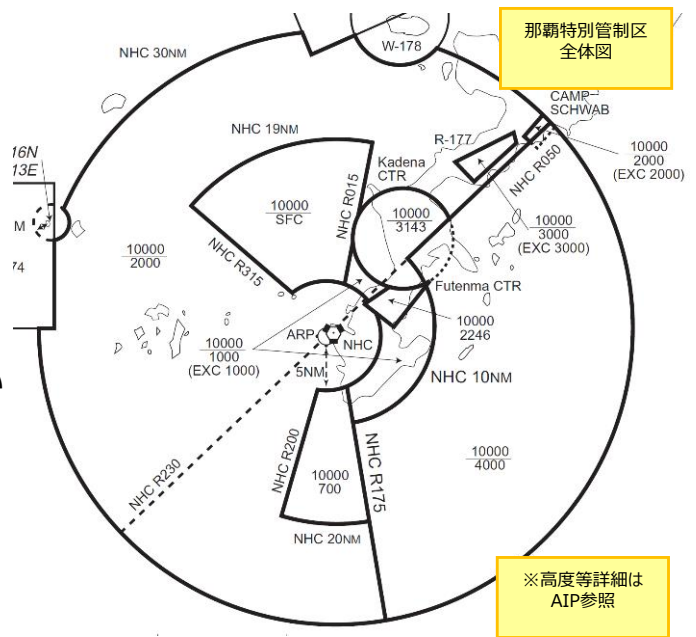 那覇特別管制区
全体図
W-178
NHC 30NM
CAMP
SCHWAB
NHC 19NM
R-177
10000
2000
(EXC 2000)
16N
13E
Kadena
CTR
NHC R050
NHC R015
10000
SFC
10000
3143
10000
3000
(EXC 3000)
M
74
10000
2000
NHC R315
Futenma CTR
10000
2246
ARP
NHC
10000
1000
(EXC 1000)
5NM
NHC 10NM
NHC R230
NHC R200
NHC R175
10000
700
10000
4000
NHC 20NM
※高度等詳細は
AIP参照